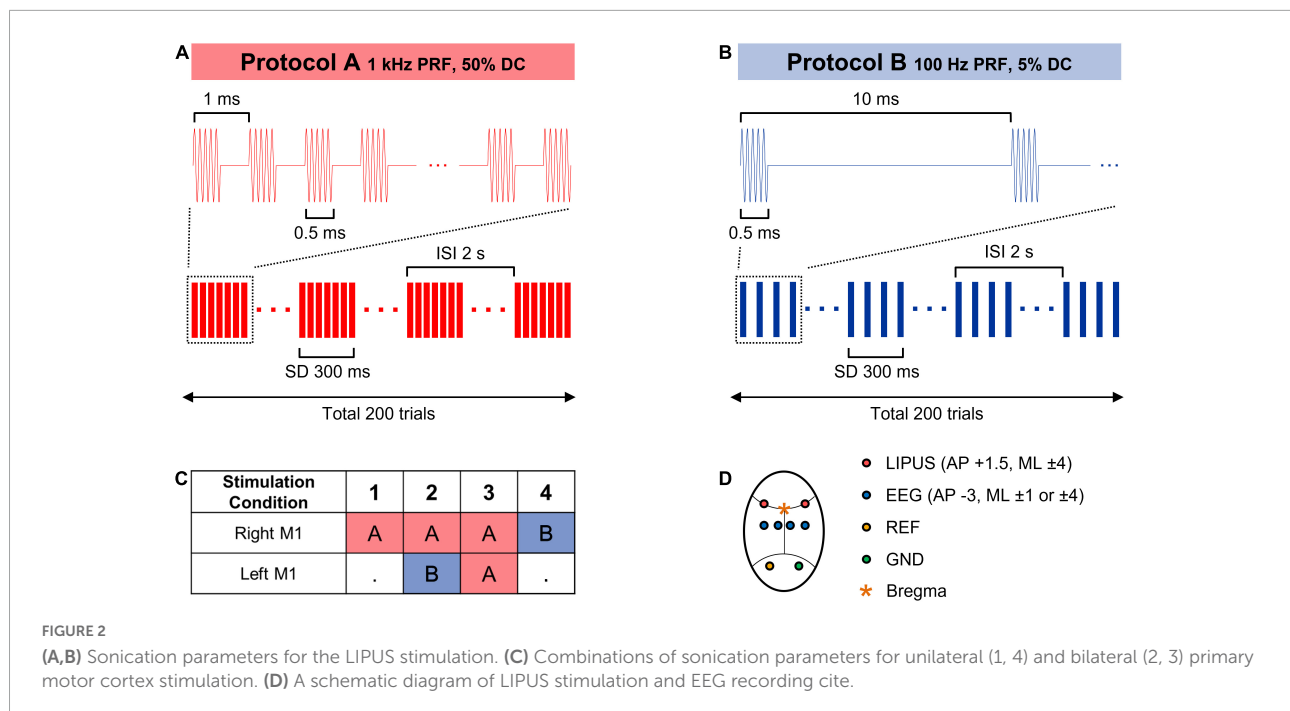 A
Protocol A 1 kHz PRF, 50% DC
1 ms
...
0.5 ms
ISI 2 s
... ... ...
SD 300 ms
Total 200 trials
B
Protocol B 100 Hz PRF, 5% DC
10 ms
...
0.5 ms
ISI 2 s
... ... ...
SD 300 ms
Total 200 trials
C
Stimulation Condition 1 2 3 4
Right M1 A A A B
Left M1 . B A .
D
LIPUS (AP +1.5, ML ±4)
EEG (AP -3, ML ±1 or ±4)
REF
GND
* Bregma
FIGURE 2
(A,B) Sonication parameters for the LIPUS stimulation. (C) Combinations of sonication parameters for unilateral (1, 4) and bilateral (2, 3) primary
motor cortex stimulation. (D) A schematic diagram of LIPUS stimulation and EEG recording cite.